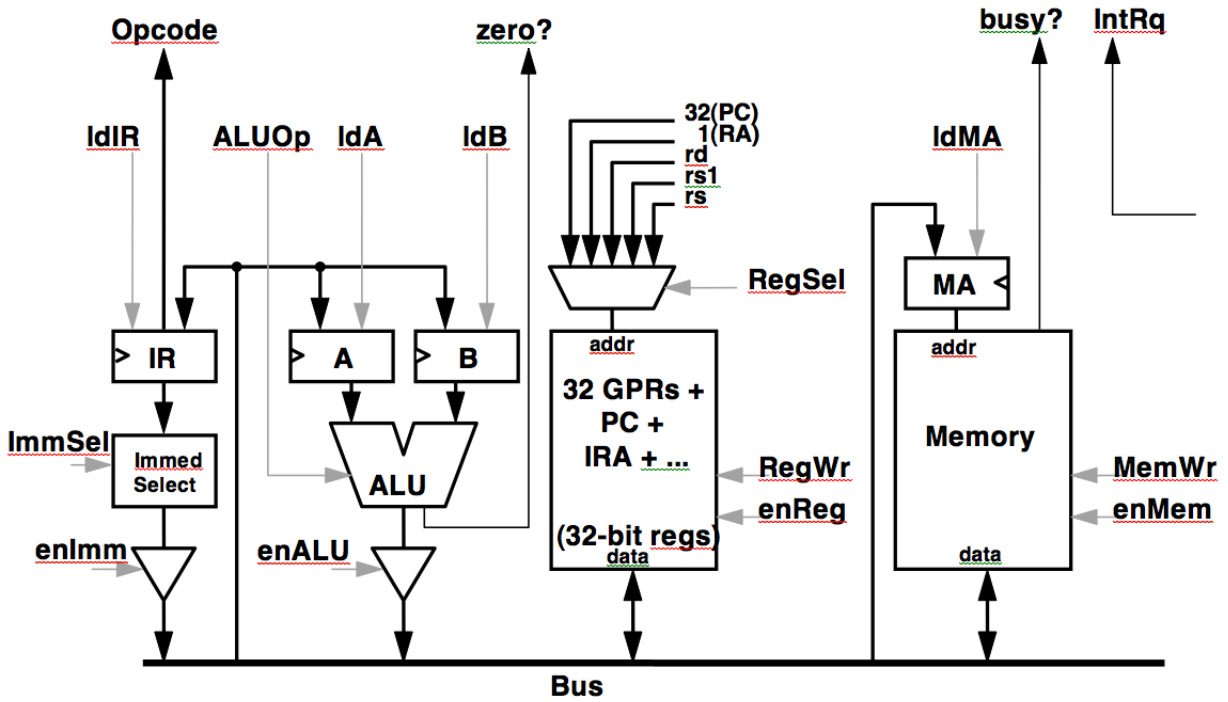 Opcode
zero?
busy?
IntRq
ldIR
ALUOp
ldA
ldB
32(PC)
1(RA)
rd
rs1
rs
ldMA
RegSel
MA
IR
A
B
addr
addr
32 GPRs +
PC +
IRA + ...
Memory
ImmSel
Immed
Select
ALU
RegWr
MemWr
enReg
enMem
(32-bit regs)
data
data
enImm
enALU
Bus